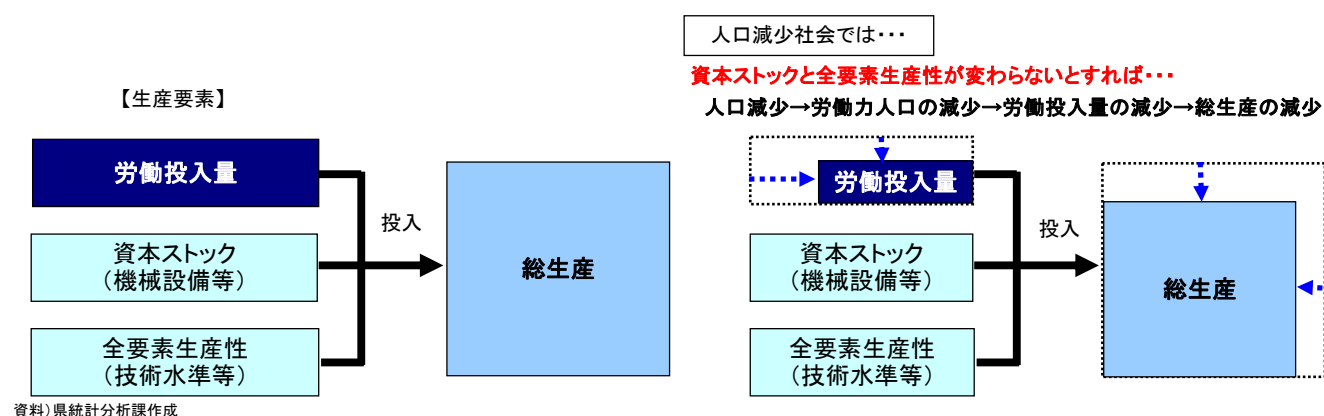 人口減少社会では・・・
資本ストックと全要素生産性が変わらないとすれば・・・
人口減少→労働力人口の減少→労働投入量の減少→総生産の減少
【生産要素】
労働投入量
資本ストック
（機械設備等）
全要素生産性
（技術水準等）
投入
総生産
労働投入量
資本ストック
（機械設備等）
全要素生産性
（技術水準等）
投入
総生産
資料）県統計分析課作成